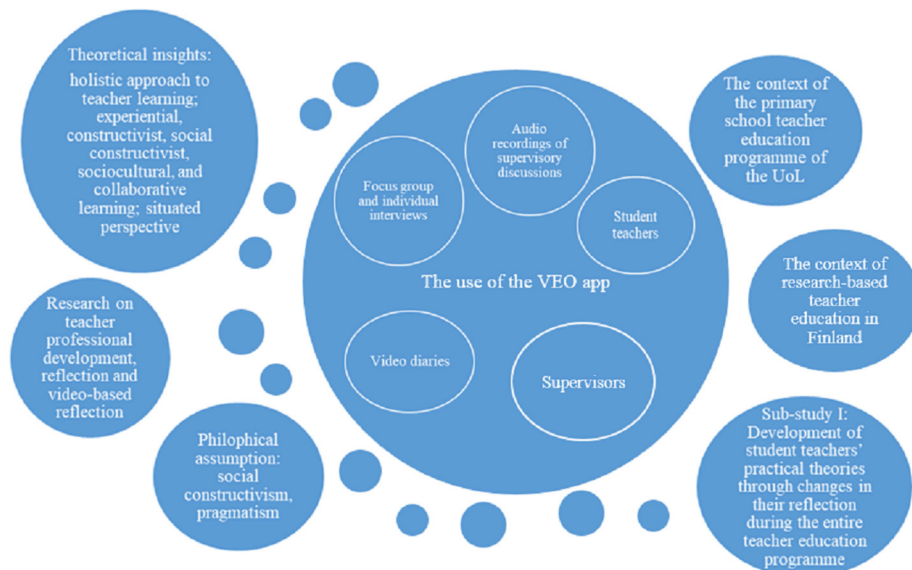 Theoretical insights:
holistic approach to
teacher learning;
experiential,
constructivist, social
constructivist,
sociocultural, and
collaborative
learning; situated
perspective
Research on
teacher
professional
development,
reflection and
video-based
reflection
Philophical
assumption:
social
constructivism,
pragmatism
Audio
recordings of
supervisory
discussions
Focus group
and individual
interviews
Student
teachers
The use of the VEO app
Video diaries
Supervisors
The context of
the primary
school teacher
education
programme of
the UoL
The context of
research-based
teacher
education in
Finland
Sub-study I:
Development of
student teachers’
practical theories
through changes in
their reflection
during the entire
teacher education
programme